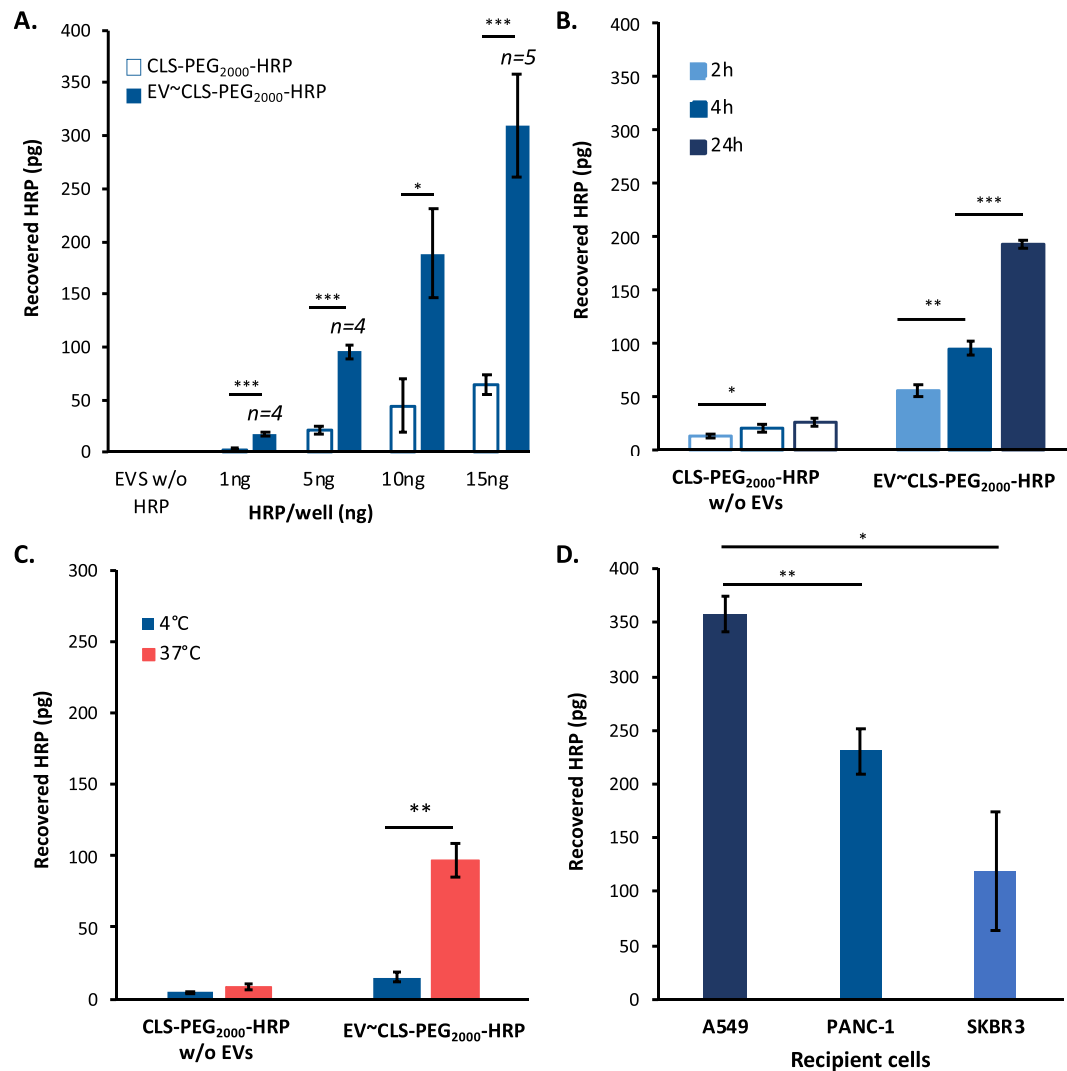 A.
400
350
300
250
200
150
100
50
0
Recovered HRP (pg)
CLS-PEG2000-HRP
EV~CLS-PEG2000-HRP
***
n=4
***
n=4
*
***
n=5
EVS w/o
HRP
1ng
5ng
10ng
15ng
HRP/well (ng)
B.
400
350
300
250
200
150
100
50
0
Recovered HRP (pg)
2h
4h
24h
*
**
***
CLS-PEG2000-HRP
w/o EVs
EV~CLS-PEG2000-HRP
C.
300
250
200
150
100
50
0
Recovered HRP (pg)
4°C
37°C
**
CLS-PEG2000-HRP
w/o EVs
EV~CLS-PEG2000-HRP
D.
400
350
300
250
200
150
100
50
0
Recovered HRP (pg)
*
**
A549
PANC-1
SKBR3
Recipient cells